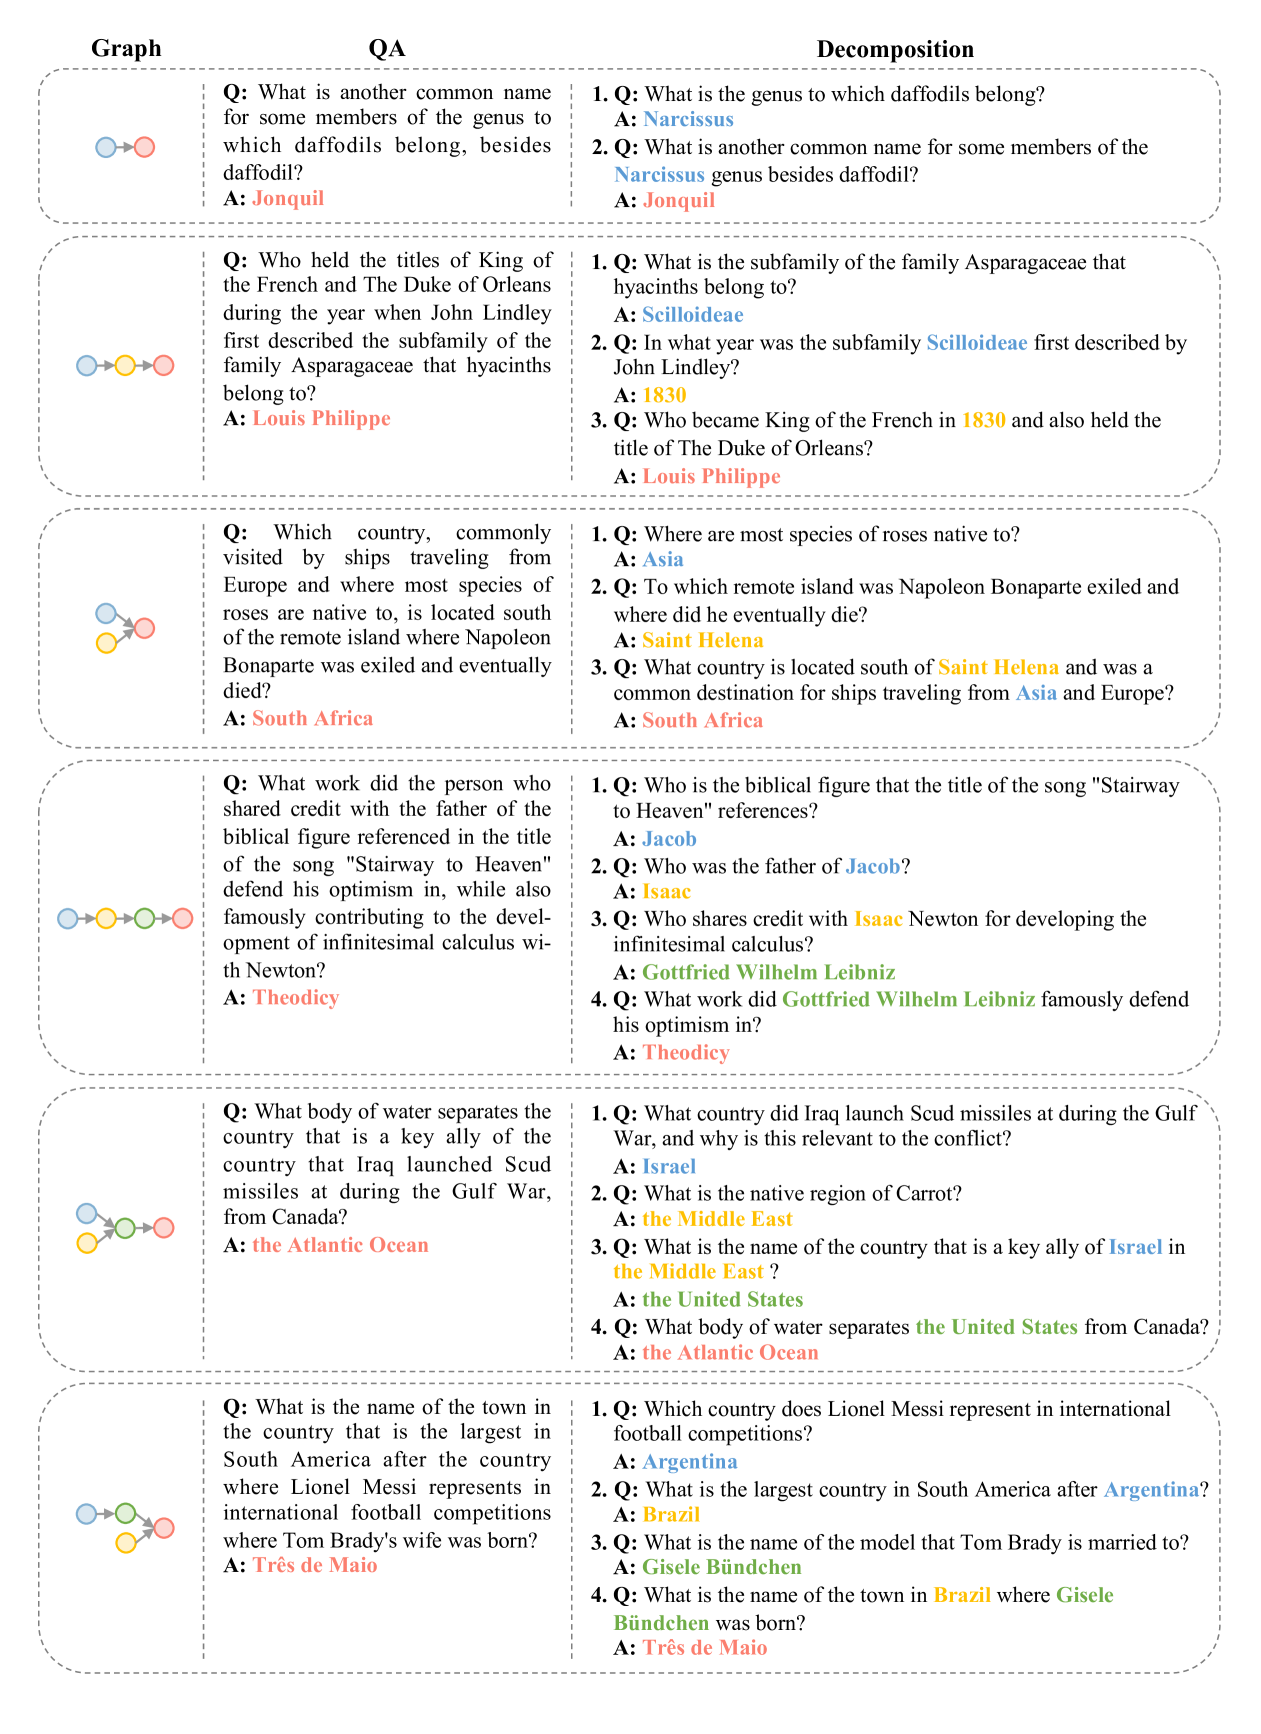 Graph QA Decomposition
Q: What is another common name
for some members of the genus to
which daffodils belong, besides
daffodil?
A: Jonquil
1. Q: What is the genus to which daffodils belong?
A: Narcissus
2. Q: What is another common name for some members of the
Narcissus genus besides daffodil?
A: Jonquil
Q: Who held the titles of King of
the French and The Duke of Orleans
during the year when John Lindley
first described the subfamily of the
family Asparagaceae that hyacinths
belong to?
A: Louis Philippe
1. Q: What is the subfamily of the family Asparagaceae that
hyacinths belong to?
A: Scilloideae
2. Q: In what year was the subfamily Scilloideae first described by
John Lindley?
A: 1830
3. Q: Who became King of the French in 1830 and also held the
title of The Duke of Orleans?
A: Louis Philippe
Q: Which country, commonly
visited by ships traveling from
Europe and where most species of
roses are native to, is located south
of the remote island where Napoleon
Bonaparte was exiled and eventually
died?
A: South Africa
1. Q: Where are most species of roses native to?
A: Asia
2. Q: To which remote island was Napoleon Bonaparte exiled and
where did he eventually die?
A: Saint Helena
3. Q: What country is located south of Saint Helena and was a
common destination for ships traveling from Asia and Europe?
A: South Africa
Q: What work did the person who
shared credit with the father of the
biblical figure referenced in the title
of the song "Stairway to Heaven"
defend his optimism in, while also
famously contributing to the devel-
opment of infinitesimal calculus wi-
th Newton?
A: Theodicy
1. Q: Who is the biblical figure that the title of the song "Stairway
to Heaven" references?
A: Jacob
2. Q: Who was the father of Jacob?
A: Isaac
3. Q: Who shares credit with Isaac Newton for developing the
infinitesimal calculus?
A: Gottfried Wilhelm Leibniz
4. Q: What work did Gottfried Wilhelm Leibniz famously defend
his optimism in?
A: Theodicy
Q: What body of water separates the
country that is a key ally of the
country that Iraq launched Scud
missiles at during the Gulf War,
from Canada?
A: the Atlantic Ocean
1. Q: What country did Iraq launch Scud missiles at during the Gulf
War, and why is this relevant to the conflict?
A: Israel
2. Q: What is the native region of Carrot?
A: the Middle East
3. Q: What is the name of the country that is a key ally of Israel in
the Middle East ?
A: the United States
4. Q: What body of water separates the United States from Canada?
A: the Atlantic Ocean
Q: What is the name of the town in
the country that is the largest in
South America after the country
where Lionel Messi represents in
international football competitions
where Tom Brady's wife was born?
A: Três de Maio
1. Q: Which country does Lionel Messi represent in international
football competitions?
A: Argentina
2. Q: What is the largest country in South America after Argentina?
A: Brazil
3. Q: What is the name of the model that Tom Brady is married to?
A: Gisele Bündchen
4. Q: What is the name of the town in Brazil where Gisele
Bündchen was born?
A: Três de Maio